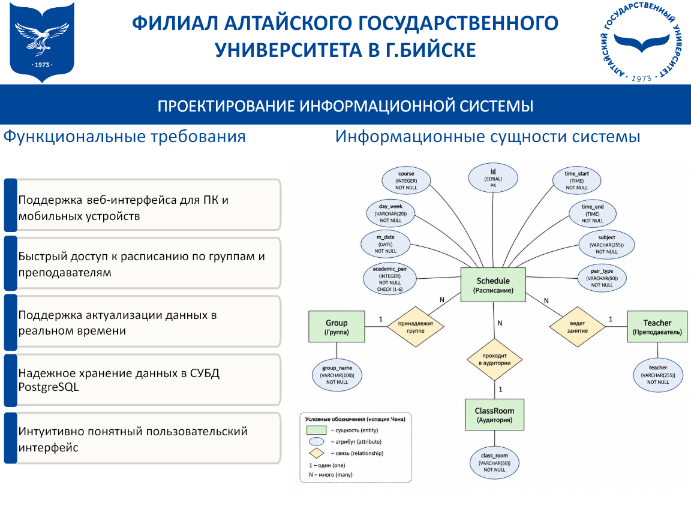 ФИЛИАЛ АЛТАЙСКОГО ГОСУДАРСТВЕННОГО
УНИВЕРСИТЕТА В Г.БИЙСКЕ
· 1973 ·
АЛТАЙСКИЙ ГОСУДАРСТВЕННЫЙ УНИВЕРСИТЕТ
· 1973 ·
ПРОЕКТИРОВАНИЕ ИНФОРМАЦИОННОЙ СИСТЕМЫ
Функциональные требования
Поддержка веб-интерфейса для ПК и
мобильных устройств
Быстрый доступ к расписанию по группам и
преподавателям
Поддержка актуализации данных в
реальном времени
Надежное хранение данных в СУБД
PostgreSQL
Интуитивно понятный пользовательский
интерфейс
Информационные сущности системы
course
(INTEGER)
NOT NULL
id
(SERIAL)
PK
time_start
(TIME)
NOT NULL
day_week
(VARCHAR(20))
NOT NULL
time_end
(TIME)
NOT NULL
m_date
(DATE)
NOT NULL
subject
(VARCHAR(255))
NOT NULL
academic_pair
(INTEGER)
NOT NULL
CHECK (1-6)
pair_type
(VARCHAR(50))
NOT NULL
Schedule
(Расписание)
N
N
N
Group
(Группа)
1
принадлежит
группе
ведет
занятие
1
Teacher
(Преподаватель)
проходит
в аудитории
group_name
(VARCHAR(100))
NOT NULL
teacher
(VARCHAR(255))
NOT NULL
1
ClassRoom
(Аудитория)
class_room
(VARCHAR(50))
NOT NULL
Условные обозначения (нотация Чена)
– сущность (entity)
– атрибут (attribute)
– связь (relationship)
1 – один (one)
N – много (many)